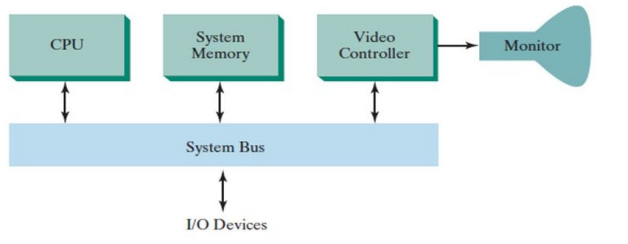 CPU
System
Memory
Video
Controller
Monitor
System Bus
I/O Devices